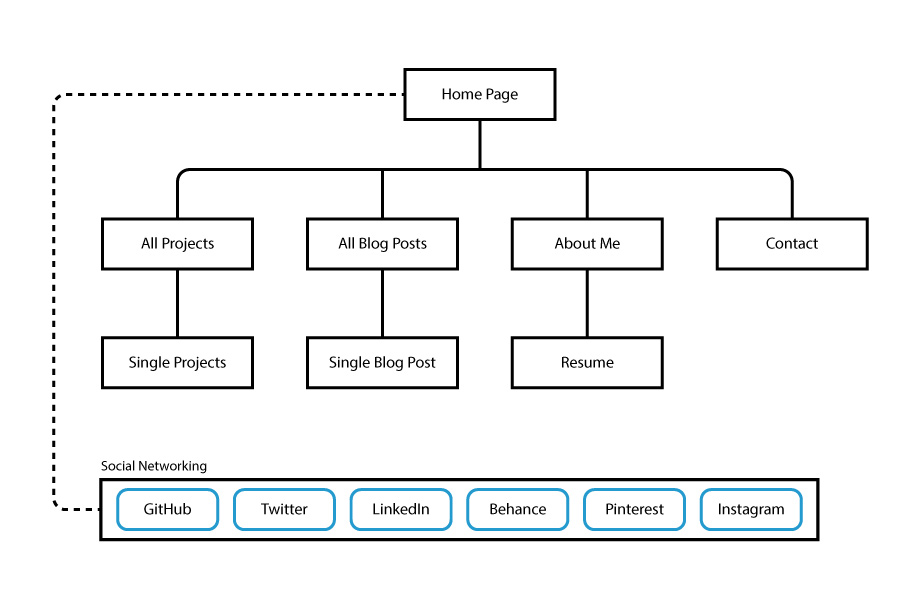 Home Page
All Projects
All Blog Posts
About Me
Contact
Single Projects
Single Blog Post
Resume
Social Networking
GitHub
Twitter
LinkedIn
Behance
Pinterest
Instagram